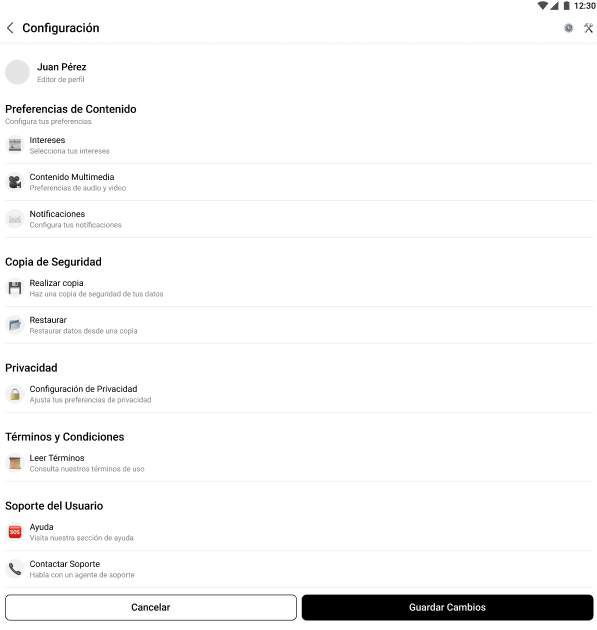 12:30
Configuración
Juan Pérez
Editor de perfil
Preferencias de Contenido
Configura tus preferencias
Intereses
Selecciona tus intereses
Contenido Multimedia
Preferencias de audio y video
Notificaciones
Configura tus notificaciones
Copia de Seguridad
Realizar copia
Haz una copia de seguridad de tus datos
Restaurar
Restaurar datos desde una copia
Privacidad
Configuración de Privacidad
Ajusta tus preferencias de privacidad
Términos y Condiciones
Leer Términos
Consulta nuestros términos de uso
Soporte del Usuario
SOS
Ayuda
Visita nuestra sección de ayuda
Contactar Soporte
Habla con un agente de soporte
Cancelar
Guardar Cambios